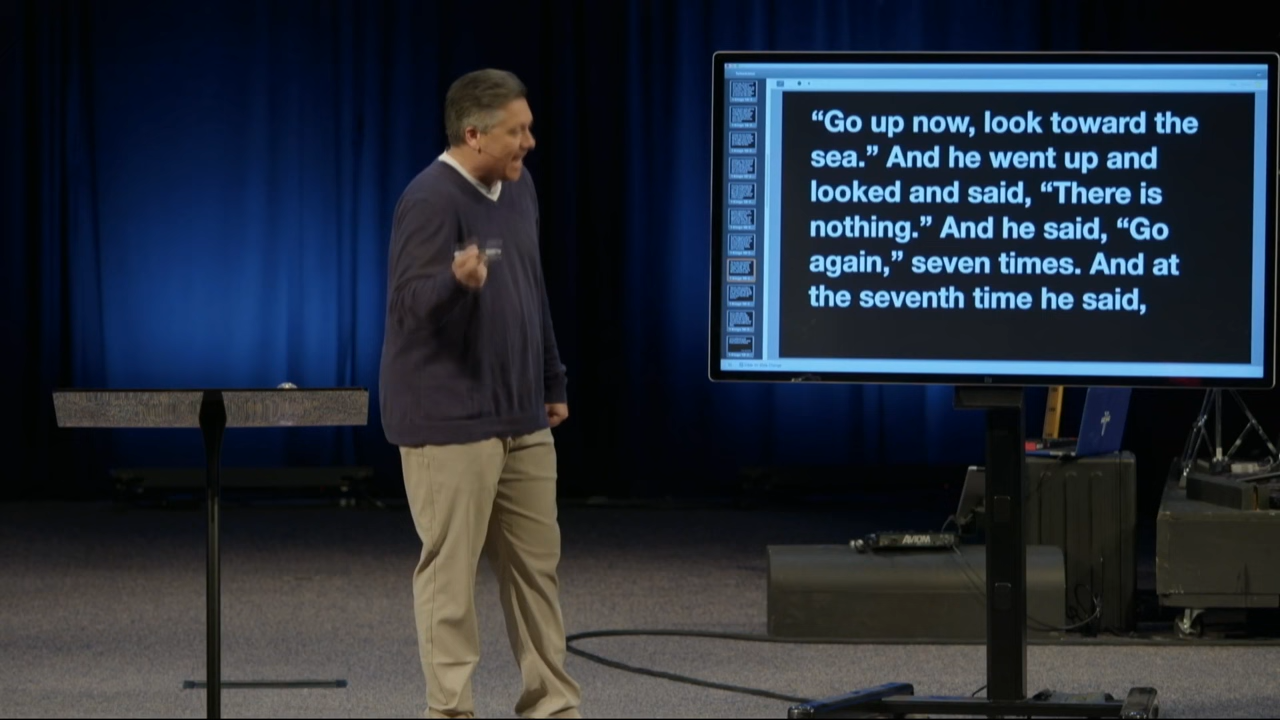 “Go up now, look toward the
sea.” And he went up and
looked and said, “There is
nothing.” And he said, “Go
again,” seven times. And at
the seventh time he said,
AVIOM